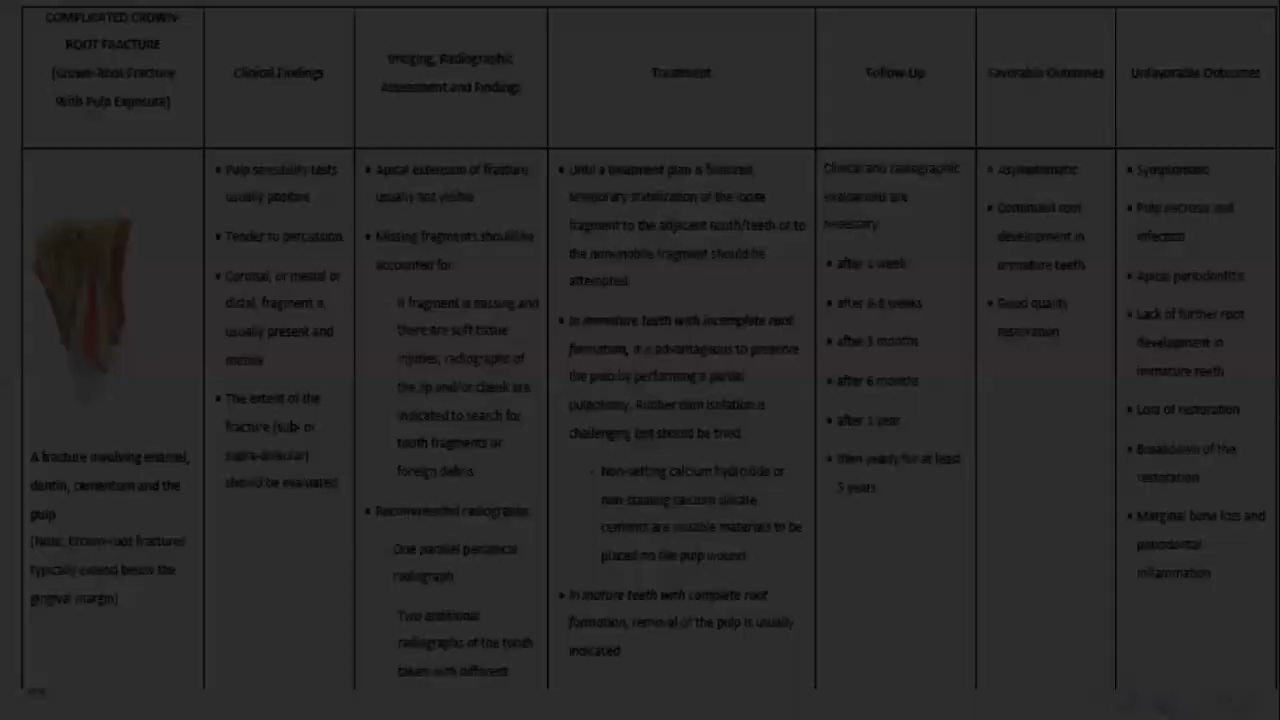 COMPLICATED CROWN-
ROOT FRACTURE
(Crown-Root Fracture
With Pulp Exposure)
Clinical Findings
Imaging, Radiographic
Assessment and Findings
Treatment
Follow-Up
Favorable Outcomes
Unfavorable Outcomes
A fracture involving enamel,
dentin, cementum and the
pulp
(Note: Crown-root fractures
typically extend below the
gingival margin)
• Pulp sensibility tests
usually positive
• Tender to percussion
• Coronal, or mesial or
distal, fragment is
usually present and
mobile
• The extent of the
fracture (sub- or
supra-alveolar)
should be evaluated
• Apical extension of fracture
usually not visible
• Missing fragments should be
accounted for:
If fragment is missing and
there are soft tissue
injuries, radiographs of
the lip and/or cheek are
indicated to search for
tooth fragments or
foreign debris
• Recommended radiographs:
One parallel periapical
radiograph
Two additional
radiographs of the tooth
taken with different
• Until a treatment plan is finalized,
temporary stabilization of the loose
fragment to the adjacent tooth/teeth or to
the non-mobile fragment should be
attempted
• In immature teeth with incomplete root
formation, it is advantageous to preserve
the pulp by performing a partial
pulpotomy. Rubber dam isolation is
challenging but should be tried.
- Non-setting calcium hydroxide or
non-staining calcium silicate
cements are suitable materials to be
placed on the pulp wound
• In mature teeth with complete root
formation, removal of the pulp is usually
indicated
Clinical and radiographic
evaluations are
necessary:
• after 1 week
• after 6-8 weeks
• after 3 months
• after 6 months
• after 1 year
• then yearly for at least
5 years
• Asymptomatic
• Continued root
development in
immature teeth
• Good quality
restoration
• Symptomatic
• Pulp necrosis and
infection
• Apical periodontitis
• Lack of further root
development in
immature teeth
• Loss of restoration
• Breakdown of the
restoration
• Marginal bone loss and
periodontal
inflammation